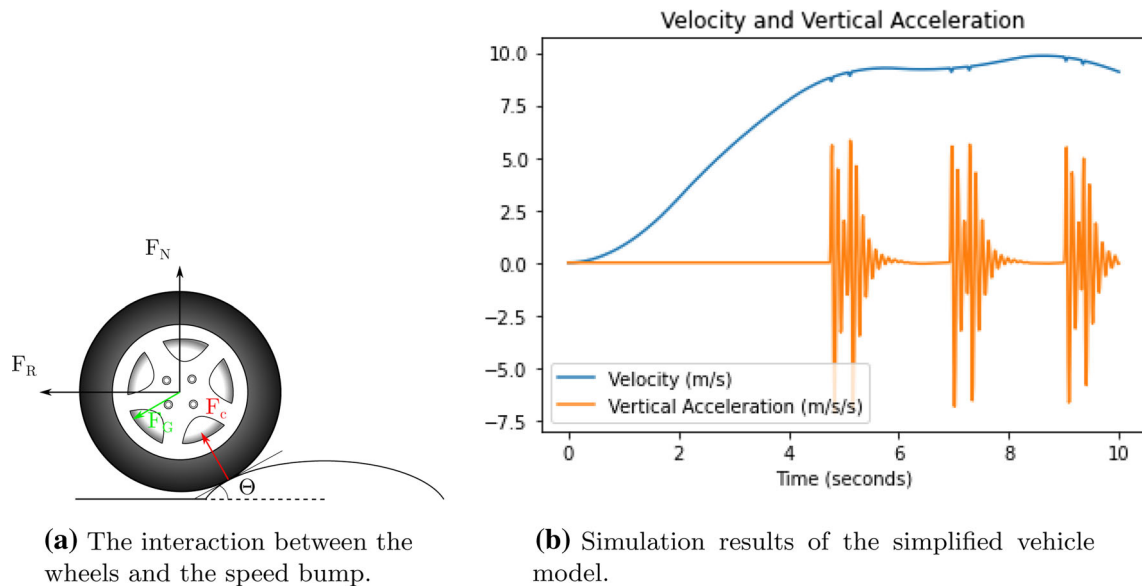 F_N
F_R
F_G
F_c
Θ
(a) The interaction between the
wheels and the speed bump.
Velocity and Vertical Acceleration
10.0
7.5
5.0
2.5
0.0
−2.5
−5.0
−7.5
Velocity (m/s)
Vertical Acceleration (m/s/s)
0 2 4 6 8 10
Time (seconds)
(b) Simulation results of the simplified vehicle
model.